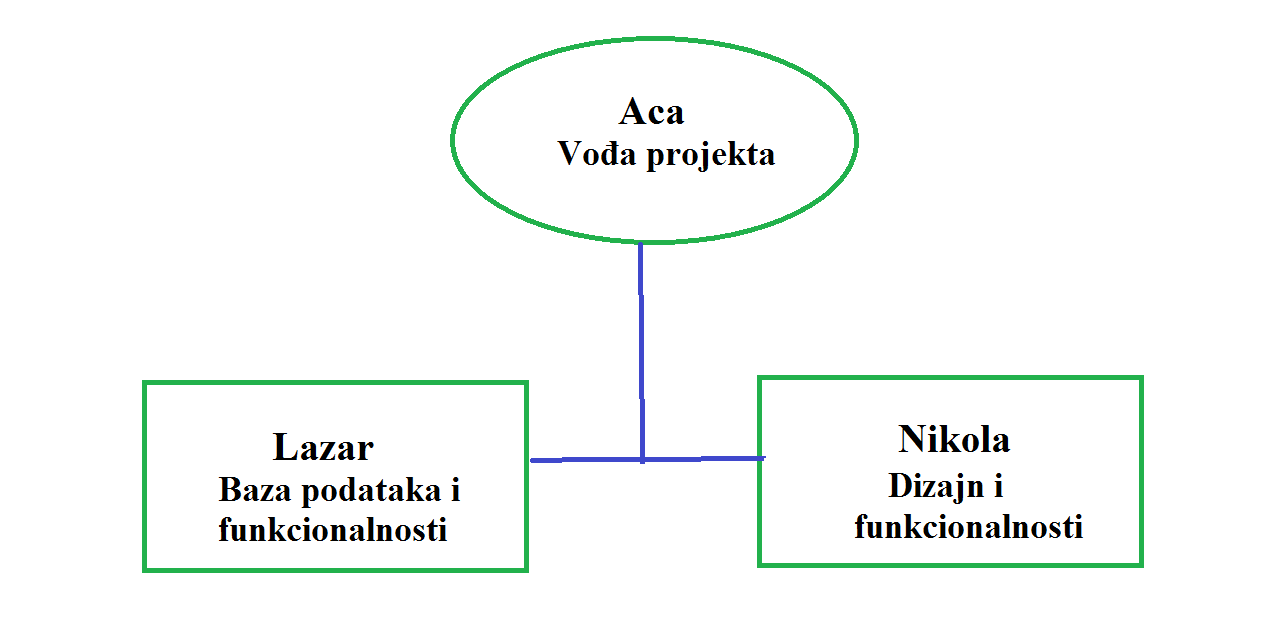 Aca
Vođa projekta
Lazar
Baza podataka i
funkcionalnosti
Nikola
Dizajn i
funkcionalnosti